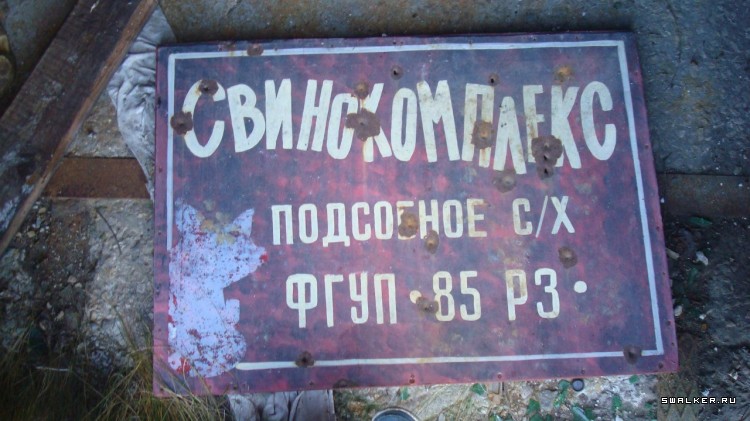 СВИНОКОМПЛЕКС
ПОДСОБНОЕ С/Х
ФГУП •85 РЗ•
SWALKER.RU